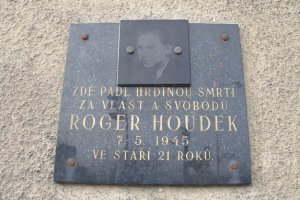 ZDE PADL HRDINOU SMRTÍ
ZA VLAST A SVOBODU
ROGER HOUDEK
7. 5. 1945
VE STÁŘÍ 21 ROKŮ.